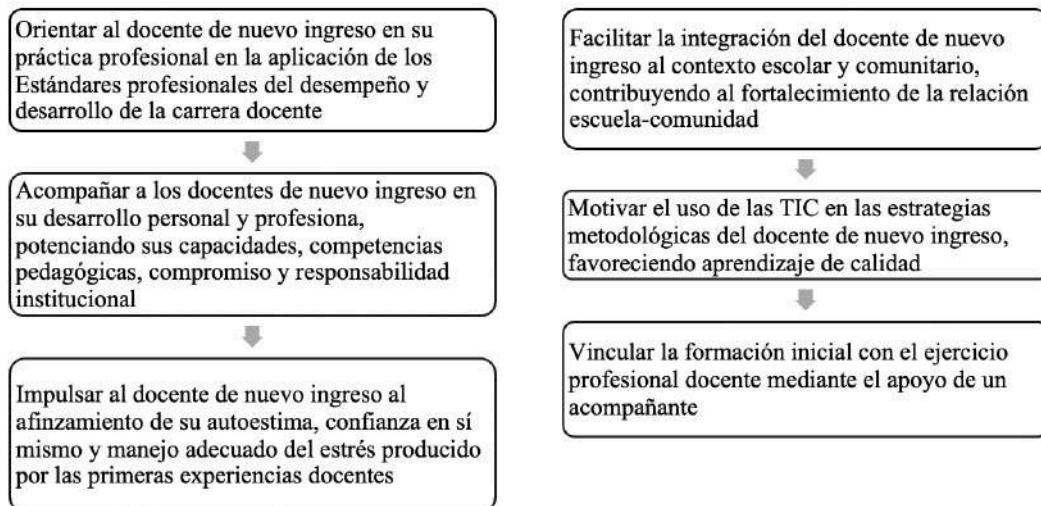 Orientar al docente de nuevo ingreso en su
práctica profesional en la aplicación de los
Estándares profesionales del desempeño y
desarrollo de la carrera docente
Acompañar a los docentes de nuevo ingreso en
su desarrollo personal y profesiona,
potenciando sus capacidades, competencias
pedagógicas, compromiso y responsabilidad
institucional
Impulsar al docente de nuevo ingreso al
afinzamiento de su autoestima, confianza en sí
mismo y manejo adecuado del estrés producido
por las primeras experiencias docentes
Facilitar la integración del docente de nuevo
ingreso al contexto escolar y comunitario,
contribuyendo al fortalecimiento de la relación
escuela-comunidad
Motivar el uso de las TIC en las estrategias
metodológicas del docente de nuevo ingreso,
favoreciendo aprendizaje de calidad
Vincular la formación inicial con el ejercicio
profesional docente mediante el apoyo de un
acompañante